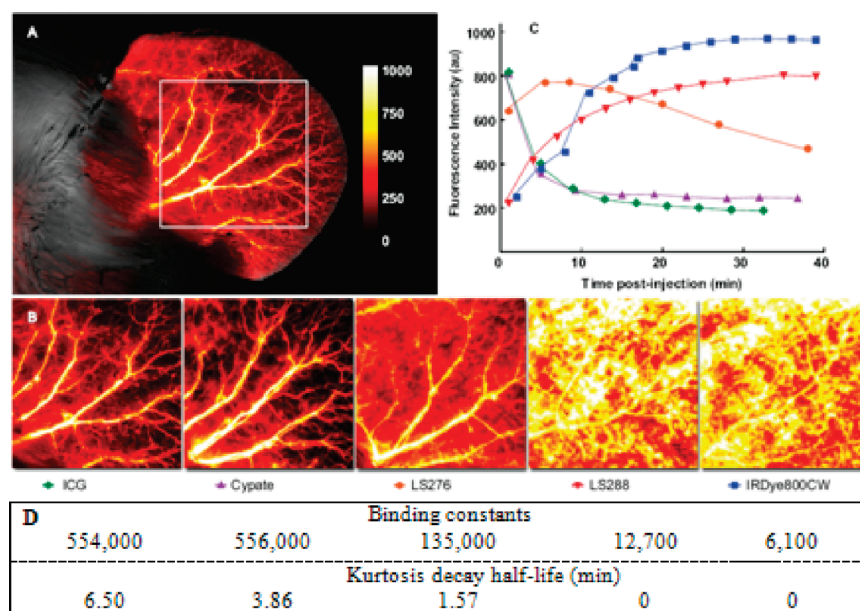 A
1000
750
500
250
0
C
Fluorescence Intensity (au)
1000
800
600
400
200
10 20 30 40
Time post-injection (min)
B
ICG Cypate LS276 LS288 IRDye800CW
D Binding constants
554,000 556,000 135,000 12,700 6,100
Kurtosis decay half-life (min)
6.50 3.86 1.57 0 0